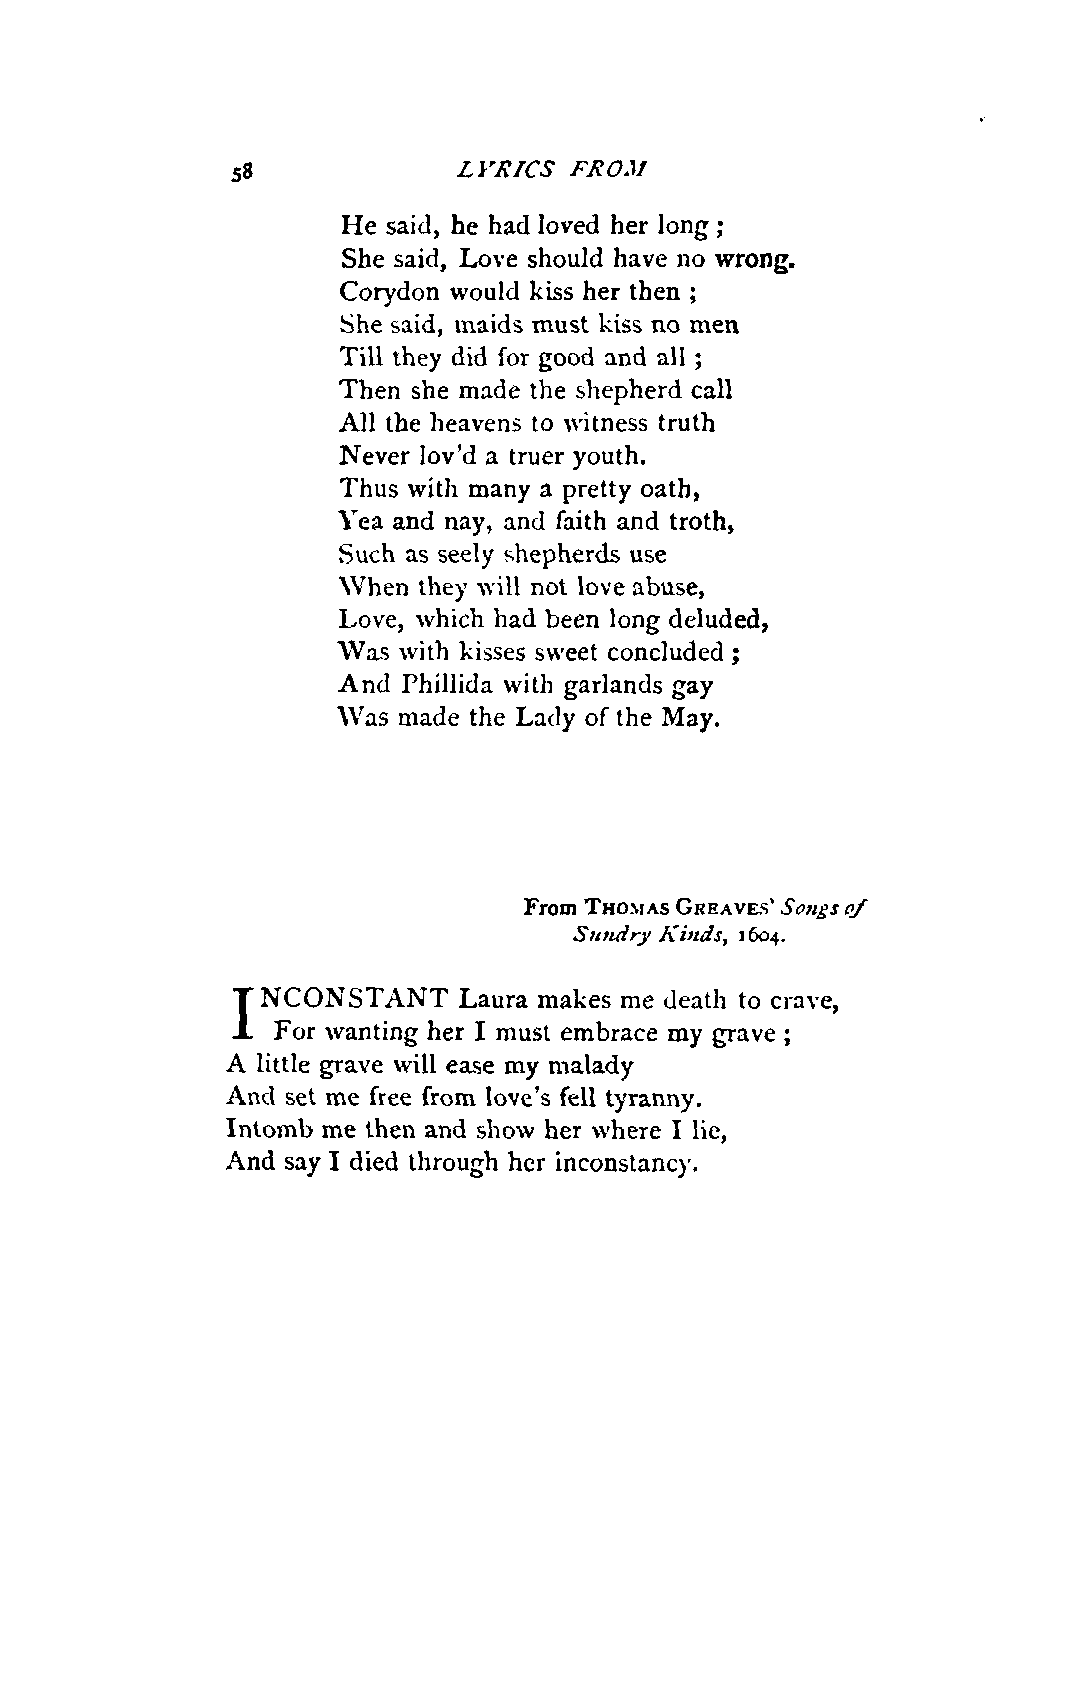 58 LYRICS FROM
He said, he had loved her long ;
She said, Love should have no wrong.
Corydon would kiss her then ;
She said, maids must kiss no men
Till they did for good and all ;
Then she made the shepherd call
All the heavens to witness truth
Never lov'd a truer youth.
Thus with many a pretty oath,
Yea and nay, and faith and troth,
Such as seely shepherds use
When they will not love abuse,
Love, which had been long deluded,
Was with kisses sweet concluded ;
And Phillida with garlands gay
Was made the Lady of the May.
From THOMAS GREAVES' Songs of
Sundry Kinds, 1604.
INCONSTANT Laura makes me death to crave,
For wanting her I must embrace my grave ;
A little grave will ease my malady
And set me free from love's fell tyranny.
Intomb me then and show her where I lie,
And say I died through her inconstancy.